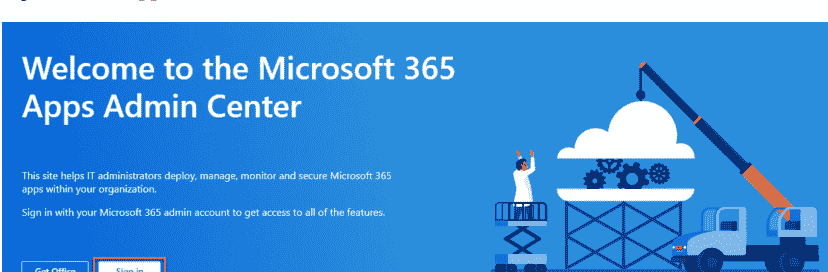 Welcome to the Microsoft 365
Apps Admin Center
This site helps IT administrators deploy, manage, monitor and secure Microsoft 365
apps within your organization.
Sign in with your Microsoft 365 admin account to get access to all of the features.
Get Office Sign in